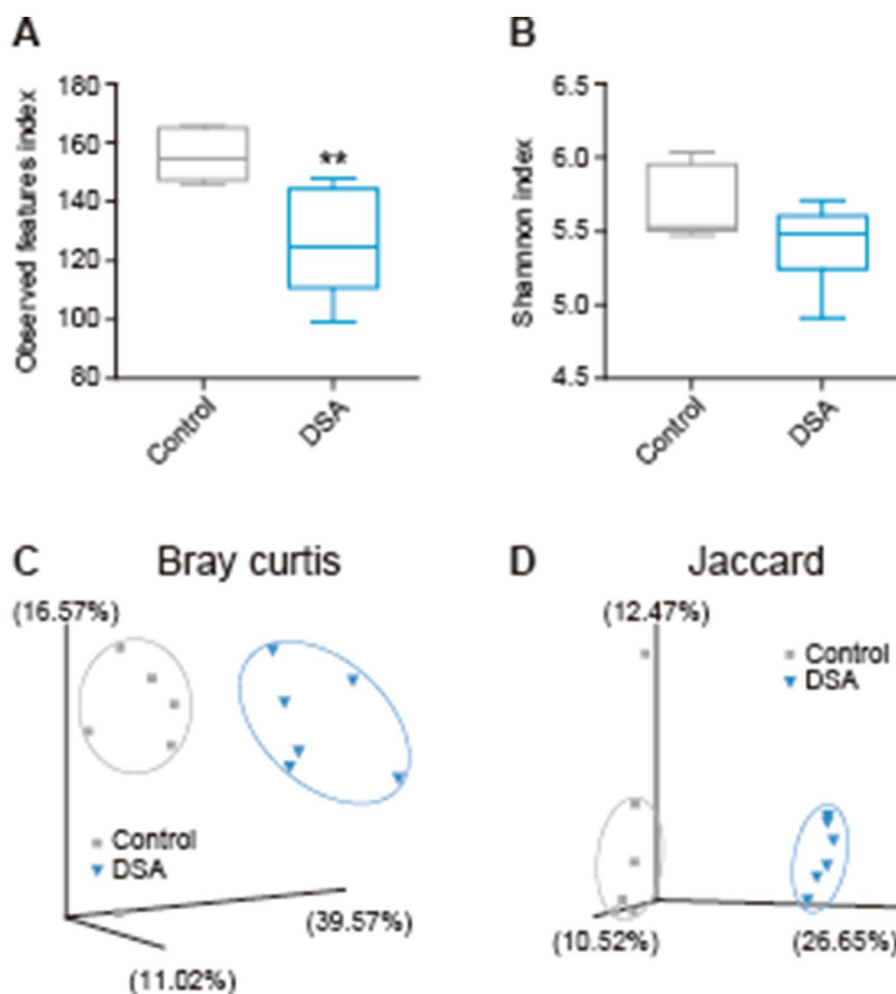 A
Observed features index
180
160
140
120
100
80
**
Control
DSA
B
Shannnon index
6.5
6.0
5.5
5.0
4.5
Control
DSA
C
Bray curtis
(16.57%)
Control
DSA
(39.57%)
(11.02%)
D
Jaccard
(12.47%)
Control
DSA
(10.52%)
(26.65%)